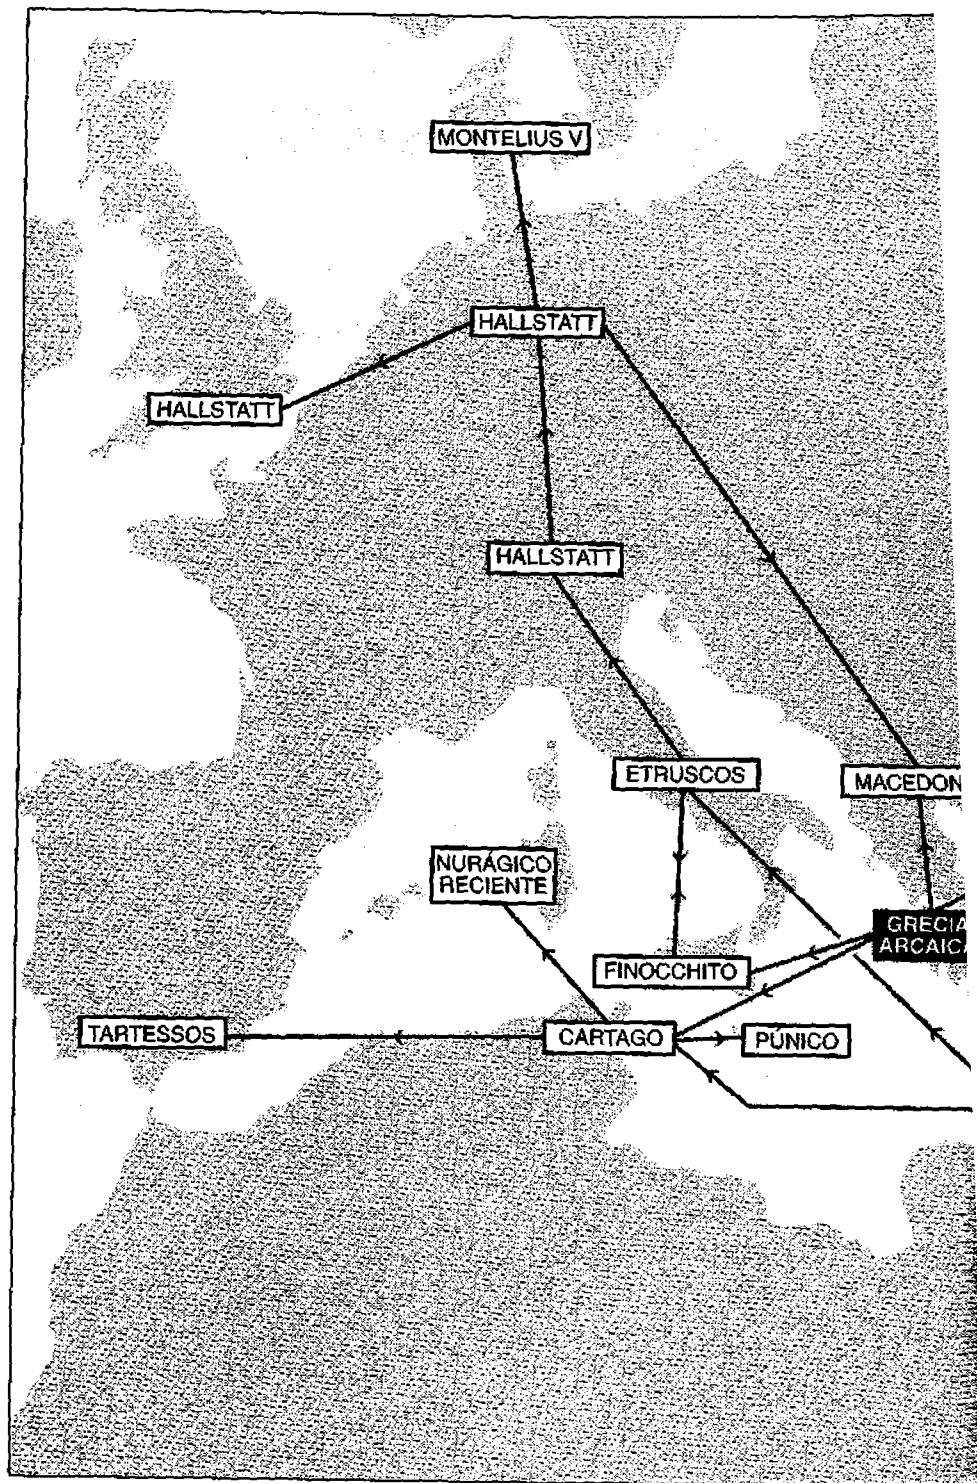 MONTELIUS V
HALLSTATT
HALLSTATT
HALLSTATT
ETRUSCOS
MACEDON
NURÁGICO
RECIENTE
GRECIA
ARCAICA
FINOCCHITO
TARTESSOS
CARTAGO
PÚNICO